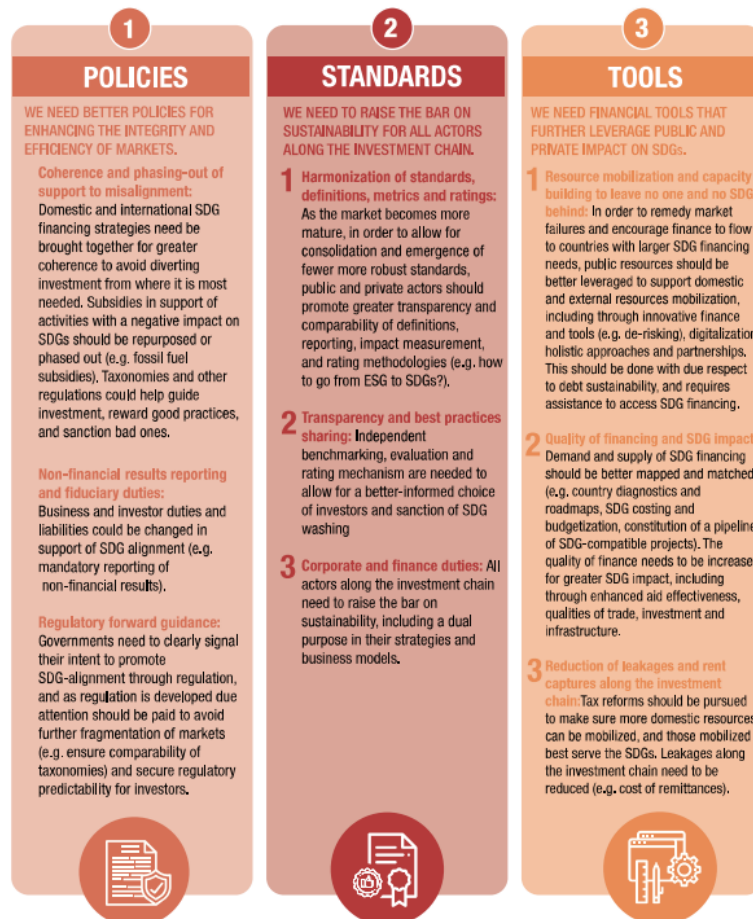 1
POLICIES
WE NEED BETTER POLICIES FOR
ENHANCING THE INTEGRITY AND
EFFICIENCY OF MARKETS.
Coherence and phasing-out of
support to misalignment:
Domestic and international SDG
financing strategies need be
brought together for greater
coherence to avoid diverting
investment from where it is most
needed. Subsidies in support of
activities with a negative impact on
SDGs should be repurposed or
phased out (e.g. fossil fuel
subsidies). Taxonomies and other
regulations could help guide
investment, reward good practices,
and sanction bad ones.
Non-financial results reporting
and fiduciary duties:
Business and investor duties and
liabilities could be changed in
support of SDG alignment (e.g.
mandatory reporting of
non-financial results).
Regulatory forward guidance:
Governments need to clearly signal
their intent to promote
SDG-alignment through regulation,
and as regulation is developed due
attention should be paid to avoid
further fragmentation of markets
(e.g. ensure comparability of
taxonomies) and secure regulatory
predictability for investors.
2
STANDARDS
WE NEED TO RAISE THE BAR ON
SUSTAINABILITY FOR ALL ACTORS
ALONG THE INVESTMENT CHAIN.
1 Harmonization of standards,
definitions, metrics and ratings:
As the market becomes more
mature, in order to allow for
consolidation and emergence of
fewer more robust standards,
public and private actors should
promote greater transparency and
comparability of definitions,
reporting, impact measurement,
and rating methodologies (e.g. how
to go from ESG to SDGs?).
2 Transparency and best practices
sharing: Independent
benchmarking, evaluation and
rating mechanism are needed to
allow for a better-informed choice
of investors and sanction of SDG
washing
3 Corporate and finance duties: All
actors along the investment chain
need to raise the bar on
sustainability, including a dual
purpose in their strategies and
business models.
3
TOOLS
WE NEED FINANCIAL TOOLS THAT
FURTHER LEVERAGE PUBLIC AND
PRIVATE IMPACT ON SDGs.
1 Resource mobilization and capacity
building to leave no one and no SDG
behind: In order to remedy market
failures and encourage finance to flow
to countries with larger SDG financing
needs, public resources should be
better leveraged to support domestic
and external resources mobilization,
including through innovative finance
and tools (e.g. de-risking), digitalization
holistic approaches and partnerships.
This should be done with due respect
to debt sustainability, and requires
assistance to access SDG financing.
2 Quality of financing and SDG impact
Demand and supply of SDG financing
should be better mapped and matched
(e.g. country diagnostics and
roadmaps, SDG costing and
budgetization, constitution of a pipeline
of SDG-compatible projects). The
quality of finance needs to be increase
for greater SDG impact, including
through enhanced aid effectiveness,
qualities of trade, investment and
infrastructure.
3 Reduction of leakages and rent
captures along the investment
chain:Tax reforms should be pursued
to make sure more domestic resources
can be mobilized, and those mobilized
best serve the SDGs. Leakages along
the investment chain need to be
reduced (e.g. cost of remittances).